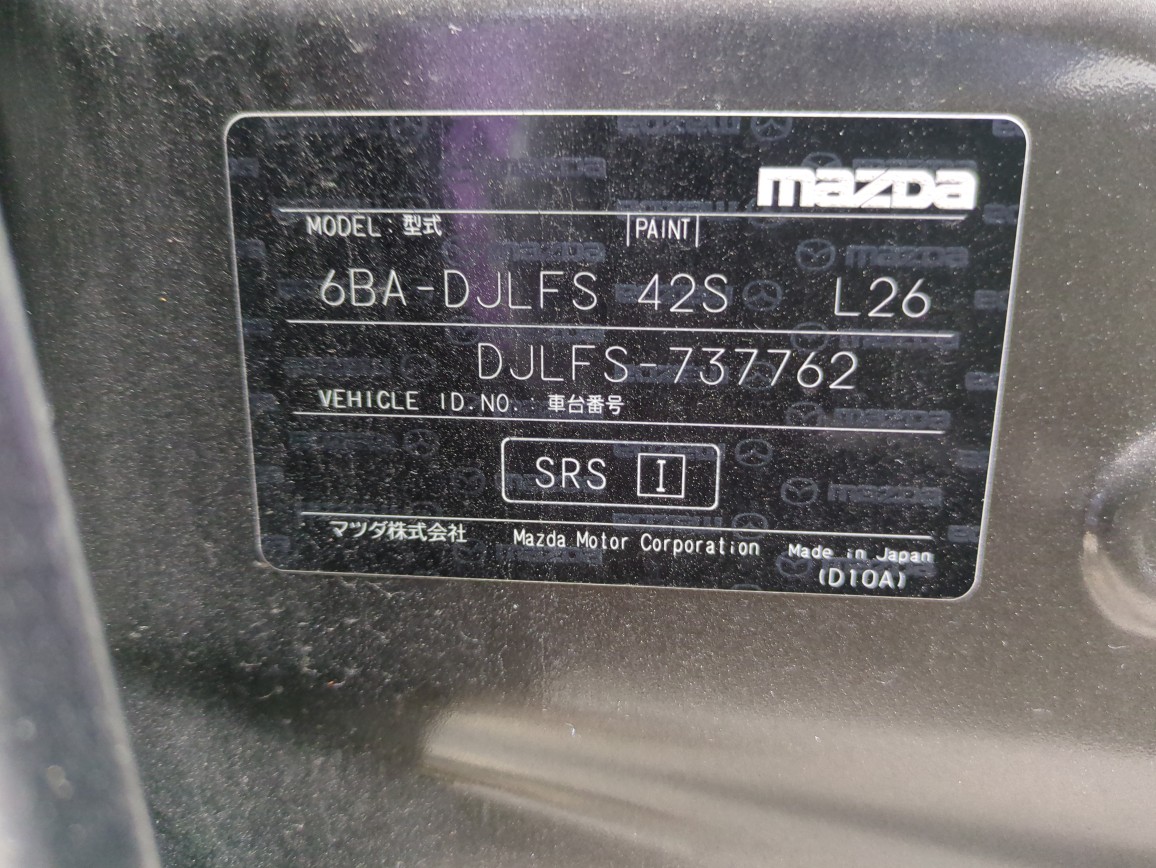 mazda
MODEL 型式 PAINT
6BA-DJLFS 42S L26
DJLFS-737762
VEHICLE ID.NO. 車台番号
SRS I
マツダ株式会社 Mazda Motor Corporation Made in Japan
(D10A)